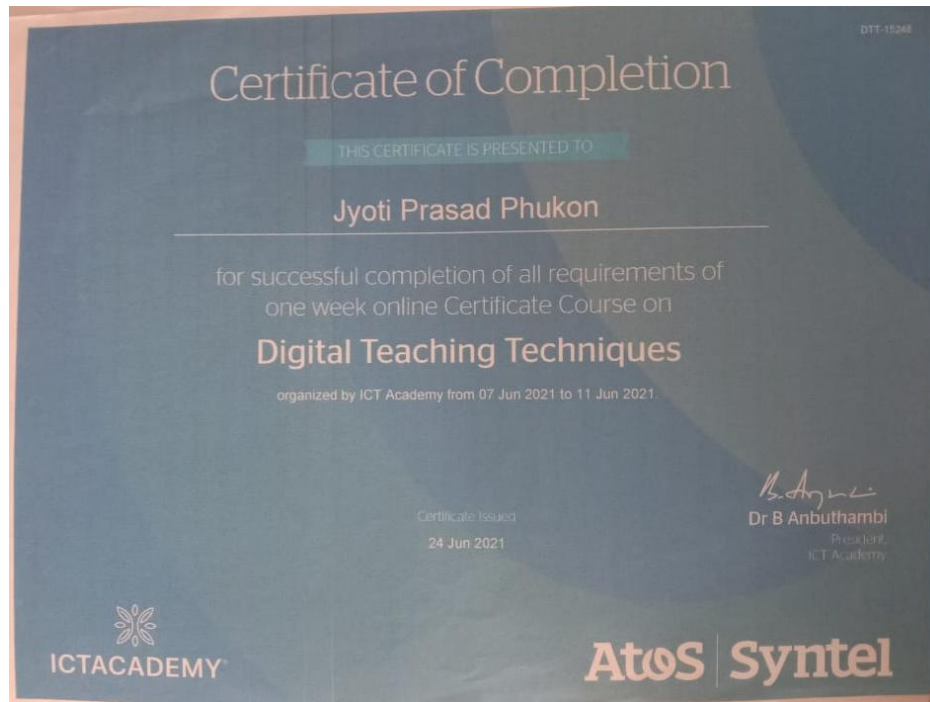 DTT-15248
Certificate of Completion
THIS CERTIFICATE IS PRESENTED TO
Jyoti Prasad Phukon
for successful completion of all requirements of
one week online Certificate Course on
Digital Teaching Techniques
organized by ICT Academy from 07 Jun 2021 to 11 Jun 2021.
Certificate Issued
24 Jun 2021
Dr B Anbuthambi
President,
ICT Academy
ICTACADEMY
Atos | Syntel